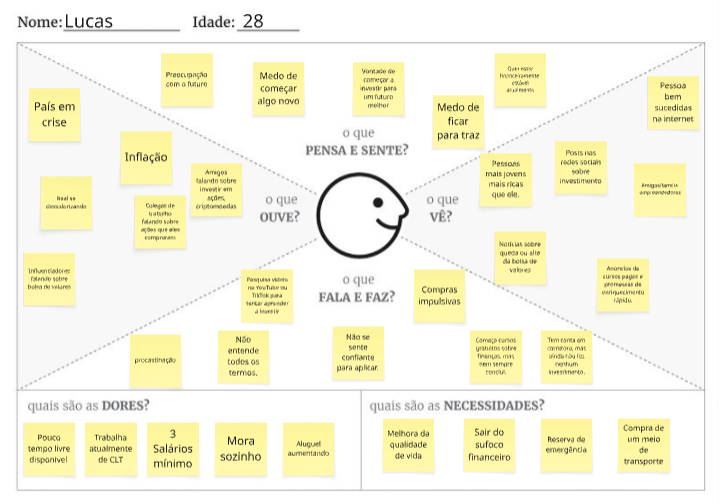 Nome: Lucas Idade: 28
Preocupação
com o futuro
Medo de
começar
algo novo
Vontade de
começar a
investir para
um futuro
melhor
financeiramente
estável
atualmente
Medo de
ficar
para traz
Pessoa
bem
sucedidas
na internet
País em
crise
Inflação
o que
PENSA E SENTE?
Amigos
falando sobre
investir em
ações,
criptomoedas
Real se
desvalorizando
Colegas de
trabalho
falando sobre
ações que eles
compraram
Influenciadores
falando sobre
bolsa de valores
o que
OUVE?
o que
VÊ?
Pessoas
mais jovens
mais ricas
que ele.
Posts nas
redes sociais
sobre
investimento
Amigos/família
empreendedores
Notícias sobre
queda ou alta
da bolsa de
valores
Anúncios de
cursos pagos e
promessas de
enriquecimento
rápido.
o que
FALA E FAZ?
Pesquisa vídeos
no YouTube ou
TikTok para
tentar aprender
a investir
Compras
impulsivas
procastinação
Não
entende
todos os
termos.
Não se
sente
confiante
para aplicar.
Começa cursos
gratuitos sobre
finanças, mas
nem sempre
conclui.
Tem conta em
corretora, mas
ainda não fez
nenhum
investimento.
quais são as DORES?
Pouco
tempo livre
disponível
Trabalha
atualmente
de CLT
3
Salários
mínimo
Mora
sozinho
Aluguel
aumentando
quais são as NECESSIDADES?
Melhora da
qualidade
de vida
Sair do
sufoco
financeiro
Reserva de
emergência
Compra de
um meio
de
transporte